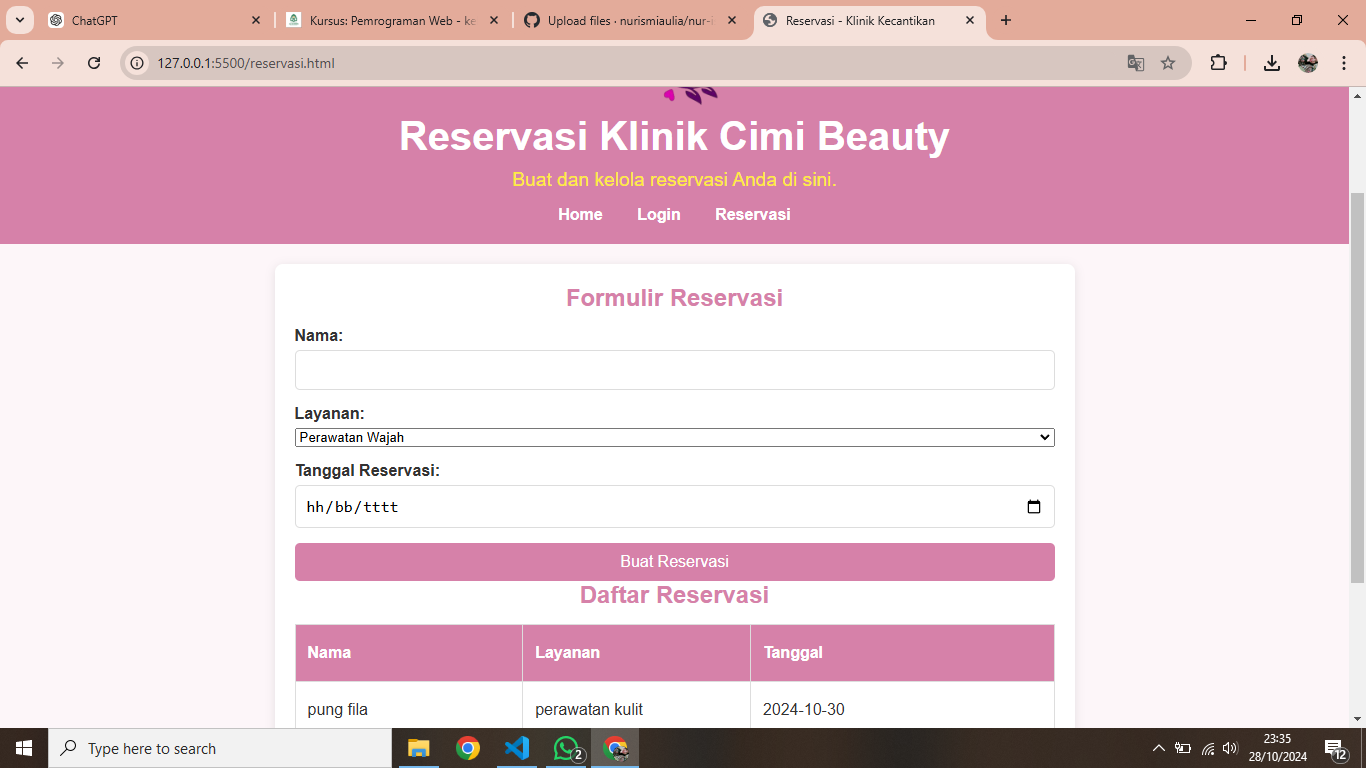 ChatGPT
Kursus: Pemrograman Web - ke
Upload files · nurismiaulia/nur-i
Reservasi - Klinik Kecantikan
127.0.0.1:5500/reservasi.html
Reservasi Klinik Cimi Beauty
Buat dan kelola reservasi Anda di sini.
Home Login Reservasi
Formulir Reservasi
Nama:
Layanan:
Perawatan Wajah
Tanggal Reservasi:
hh/bb/tttt
Buat Reservasi
Daftar Reservasi
Nama Layanan Tanggal
pung fila perawatan kulit 2024-10-30
Type here to search
2
23:35
28/10/2024
12